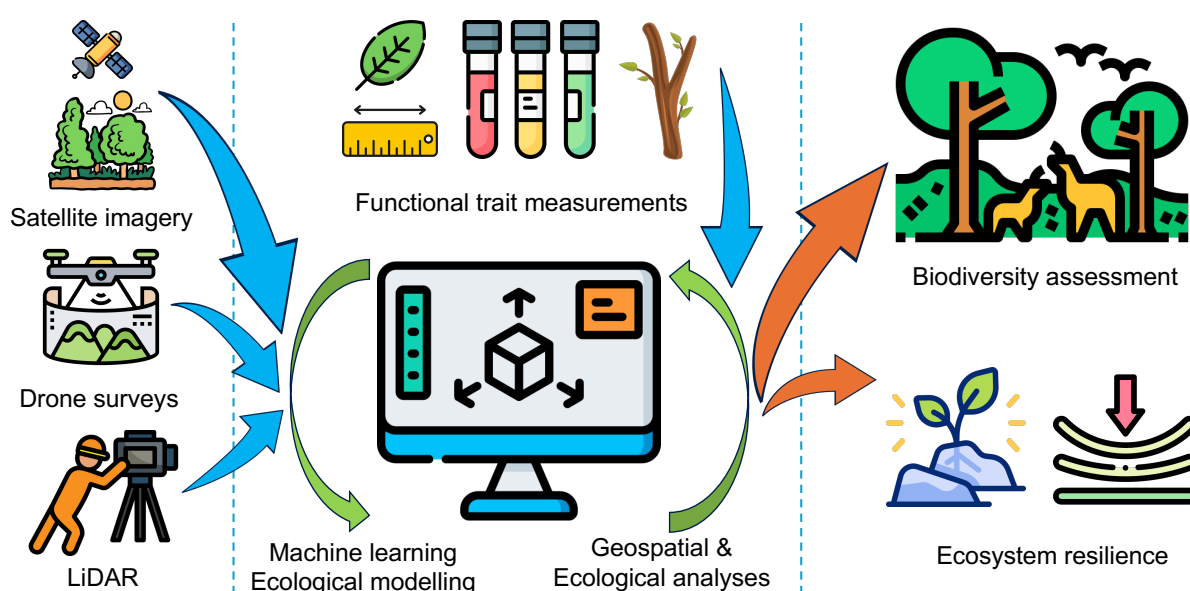 Satellite imagery
Drone surveys
LiDAR
Functional trait measurements
Machine learning
Ecological modelling
Geospatial &
Ecological analyses
Biodiversity assessment
Ecosystem resilience